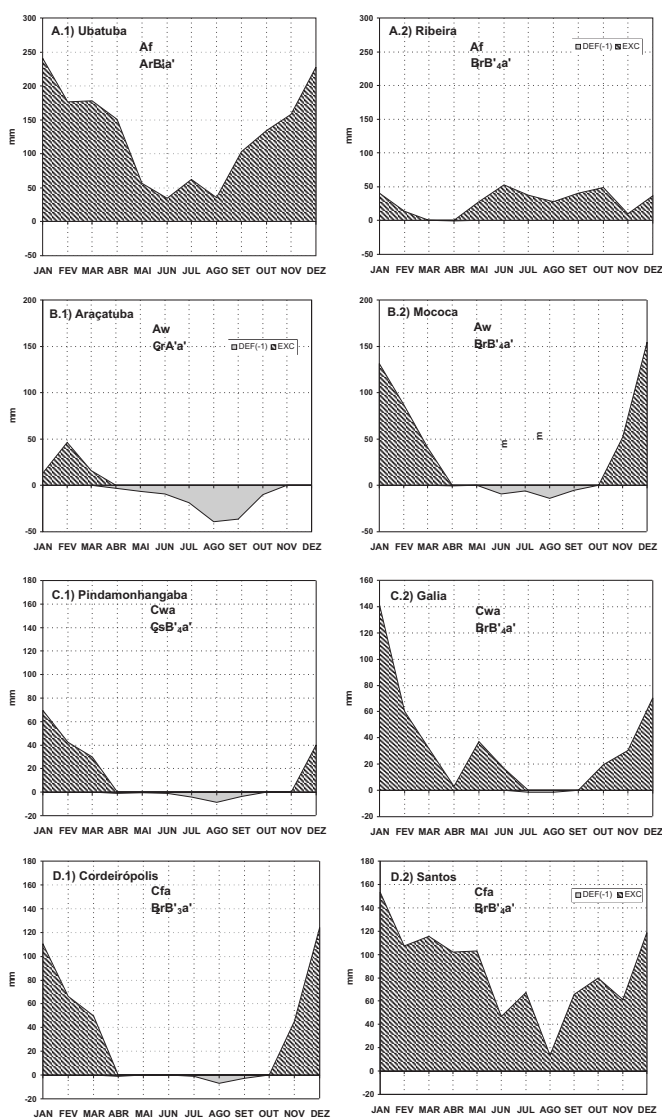 A.1) Ubatuba
Af
ArB'₄a'
mm
300
250
200
150
100
50
0
-50
JAN FEV MAR ABR MAI JUN JUL AGO SET OUT NOV DEZ
A.2) Ribeira
Af
BrB'₄a'
DEF(-1) EXC
mm
300
250
200
150
100
50
0
-50
JAN FEV MAR ABR MAI JUN JUL AGO SET OUT NOV DEZ
B.1) Araçatuba
Aw
C₂rA'a'
DEF(-1) EXC
mm
200
150
100
50
0
-50
JAN FEV MAR ABR MAI JUN JUL AGO SET OUT NOV DEZ
B.2) Mococa
Aw
BrB'₄a'
E
E
mm
200
150
100
50
0
-50
JAN FEV MAR ABR MAI JUN JUL AGO SET OUT NOV DEZ
C.1) Pindamonhangaba
Cwa
C₂sB'₄a'
mm
180
160
140
120
100
80
60
40
20
0
-20
JAN FEV MAR ABR MAI JUN JUL AGO SET OUT NOV DEZ
C.2) Galia
Cwa
BrB'₄a'
mm
160
140
120
100
80
60
40
20
0
-20
JAN FEV MAR ABR MAI JUN JUL AGO SET OUT NOV DEZ
D.1) Cordeirópolis
Cfa
B₂rB'₃a'
mm
180
160
140
120
100
80
60
40
20
0
-20
JAN FEV MAR ABR MAI JUN JUL AGO SET OUT NOV DEZ
D.2) Santos
Cfa
B₄rB'₄a'
DEF(-1) EXC
mm
180
160
140
120
100
80
60
40
20
0
-20
JAN FEV MAR ABR MAI JUN JUL AGO SET OUT NOV DEZ